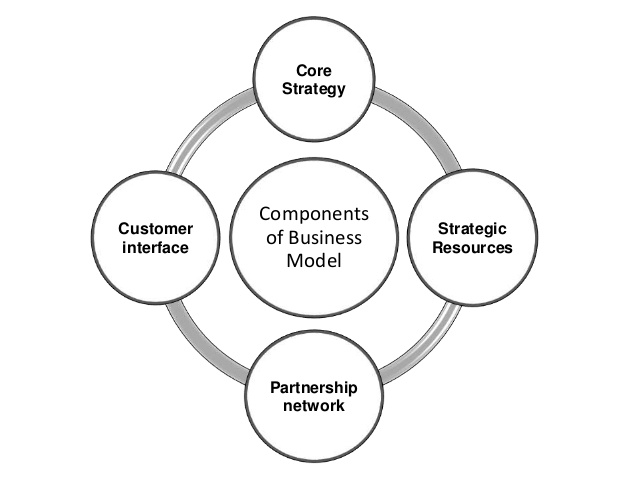 Core
Strategy
Customer
interface
Components
of Business
Model
Strategic
Resources
Partnership
network